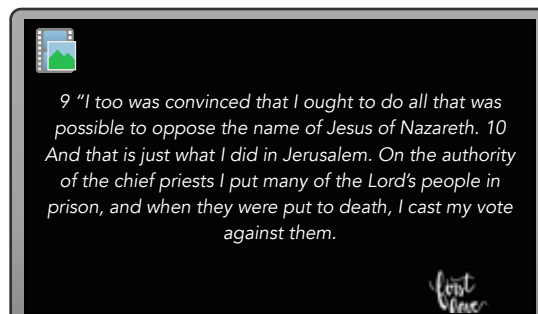 9 “I too was convinced that I ought to do all that was
possible to oppose the name of Jesus of Nazareth. 10
And that is just what I did in Jerusalem. On the authority
of the chief priests I put many of the Lord’s people in
prison, and when they were put to death, I cast my vote
against them.
first
love